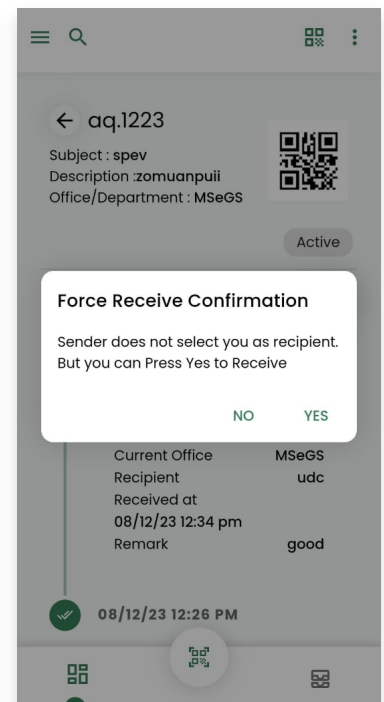 aq.1223
Subject : spev
Description :zomuanpuii
Office/Department : MSeGS
Active
Force Receive Confirmation
Sender does not select you as recipient.
But you can Press Yes to Receive
NO YES
Current Office MSeGS
Recipient udc
Received at
08/12/23 12:34 pm
Remark good
08/12/23 12:26 PM